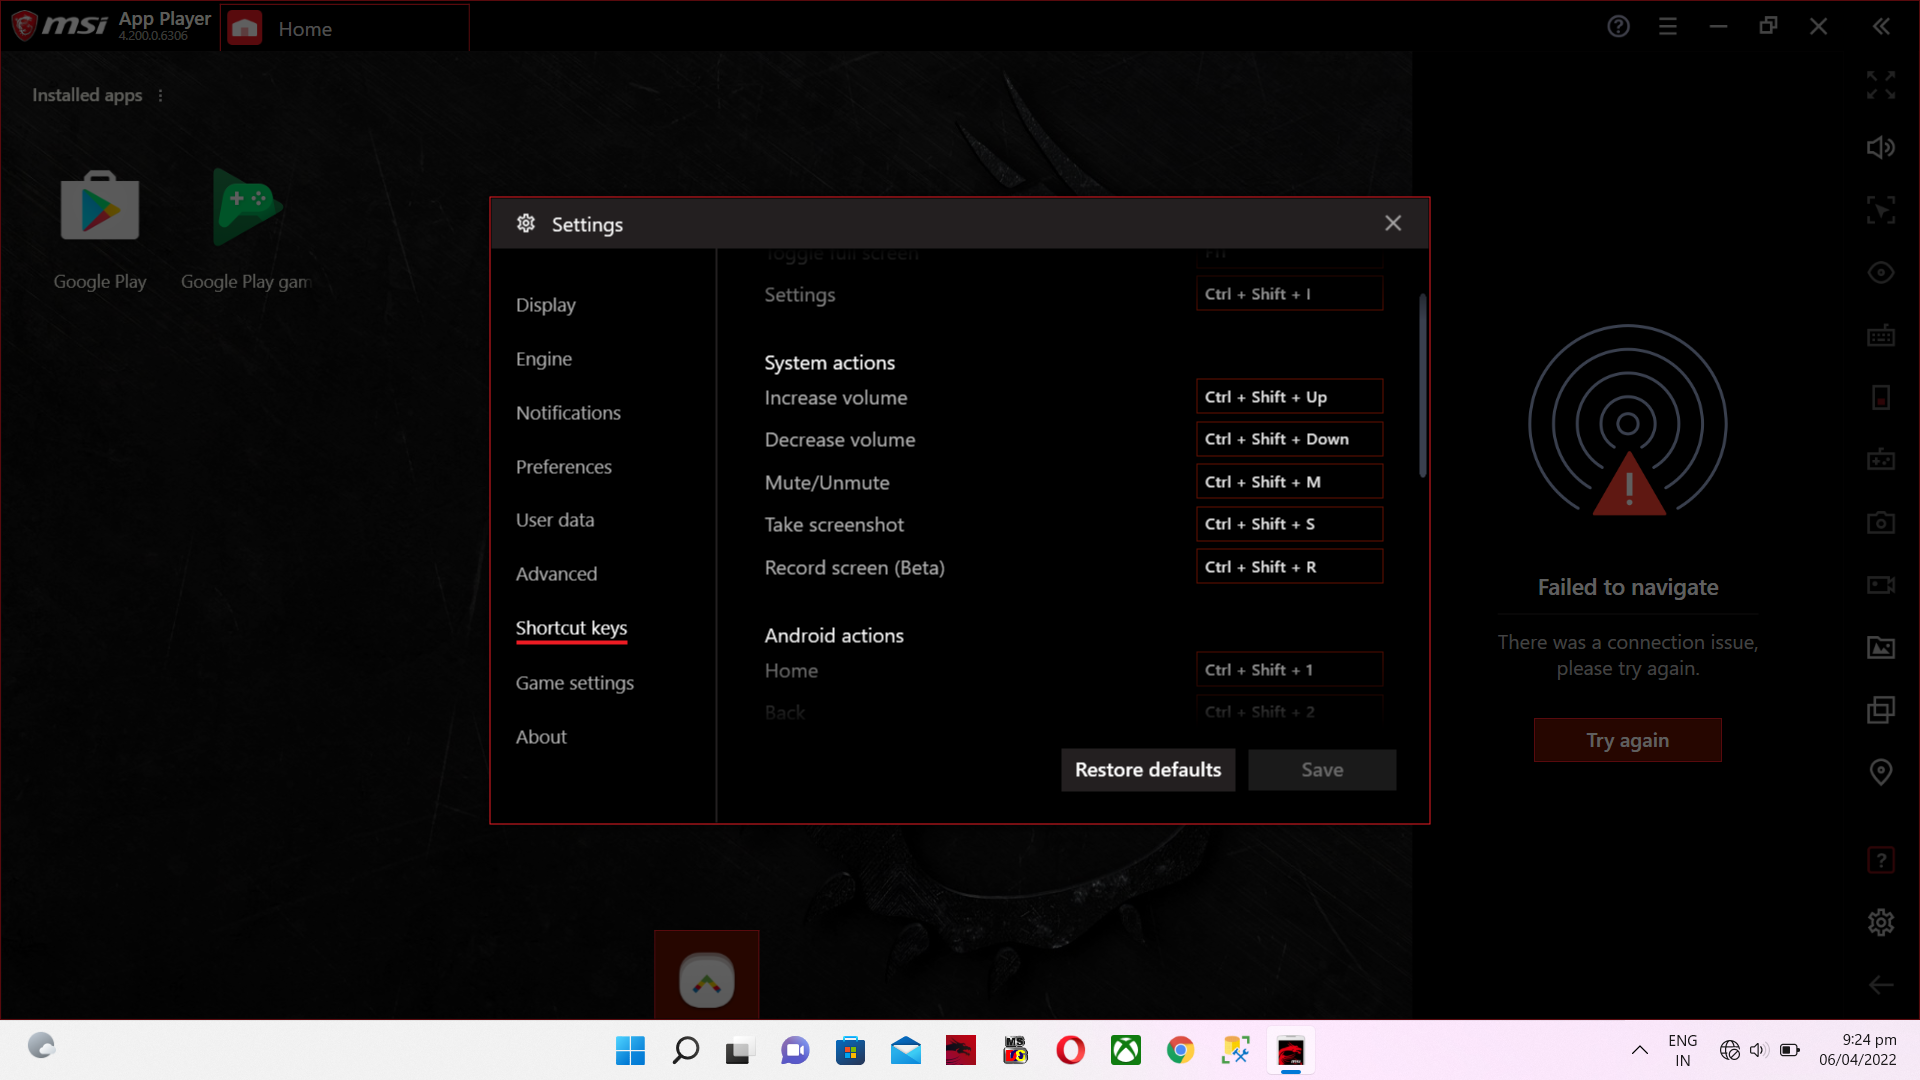 msi App Player
4.200.0.6306
Home
Installed apps
Google Play
Google Play gam
Settings
Display
Engine
Notifications
Preferences
User data
Advanced
Shortcut keys
Game settings
About
Toggle full screen
Settings Ctrl + Shift + I
System actions
Increase volume Ctrl + Shift + Up
Decrease volume Ctrl + Shift + Down
Mute/Unmute Ctrl + Shift + M
Take screenshot Ctrl + Shift + S
Record screen (Beta) Ctrl + Shift + R
Android actions
Home Ctrl + Shift + 1
Back Ctrl + Shift + 2
Restore defaults Save
Failed to navigate
There was a connection issue,
please try again.
Try again
MS
ENG
IN
9:24 pm
06/04/2022